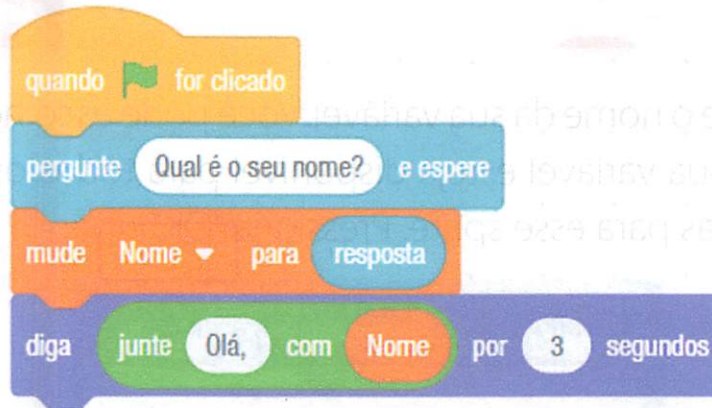 quando for clicado
pergunte Qual é o seu nome? e espere
mude Nome para resposta
diga junte Olá, com Nome por 3 segundos